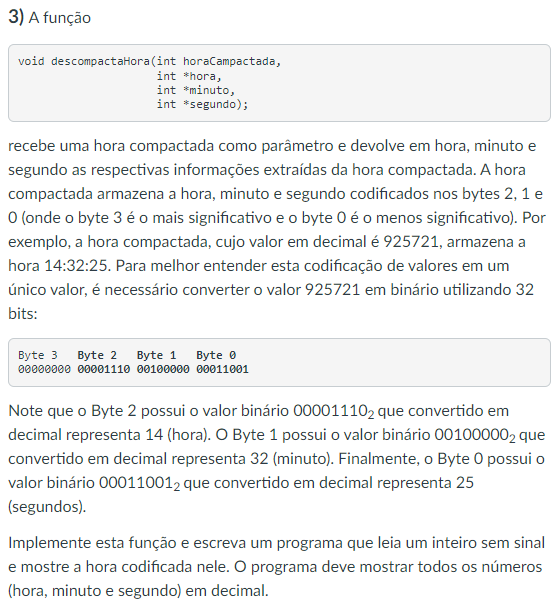 3) A função
void descompactaHora(int horaCampactada,
int *hora,
int *minuto,
int *segundo);
recebe uma hora compactada como parâmetro e devolve em hora, minuto e
segundo as respectivas informações extraídas da hora compactada. A hora
compactada armazena a hora, minuto e segundo codificados nos bytes 2, 1 e
0 (onde o byte 3 é o mais significativo e o byte 0 é o menos significativo). Por
exemplo, a hora compactada, cujo valor em decimal é 925721, armazena a
hora 14:32:25. Para melhor entender esta codificação de valores em um
único valor, é necessário converter o valor 925721 em binário utilizando 32
bits:
Byte 3 Byte 2 Byte 1 Byte 0
00000000 00001110 00100000 00011001
Note que o Byte 2 possui o valor binário 00001110₂ que convertido em
decimal representa 14 (hora). O Byte 1 possui o valor binário 00100000₂ que
convertido em decimal representa 32 (minuto). Finalmente, o Byte 0 possui o
valor binário 00011001₂ que convertido em decimal representa 25
(segundos).
Implemente esta função e escreva um programa que leia um inteiro sem sinal
e mostre a hora codificada nele. O programa deve mostrar todos os números
(hora, minuto e segundo) em decimal.